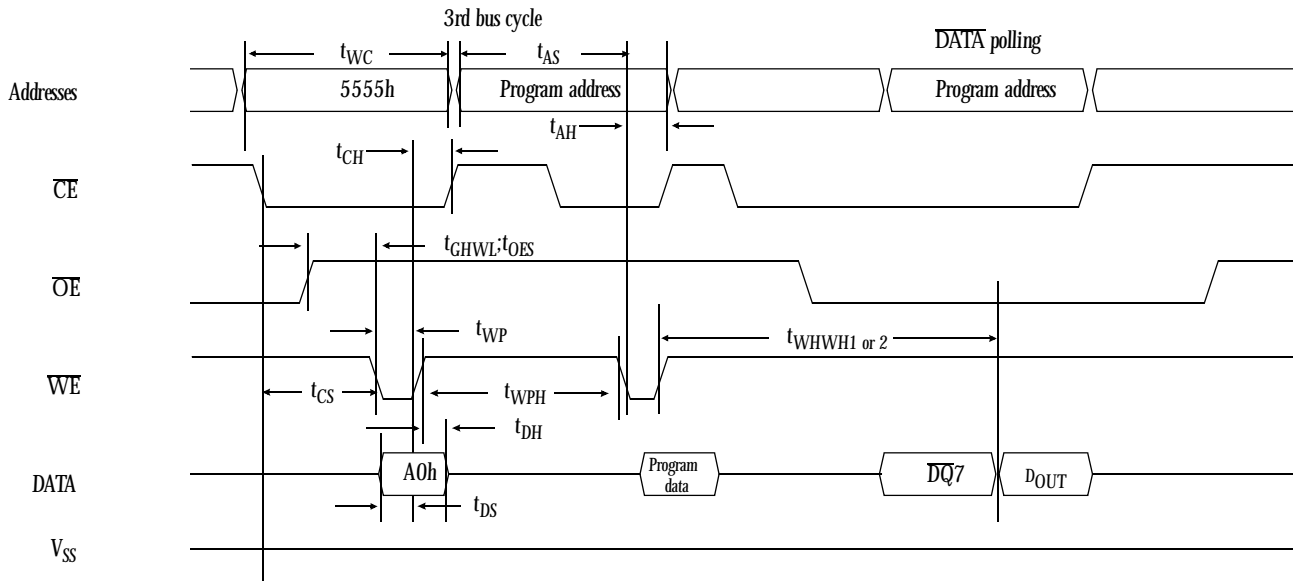 3rd bus cycle
tWC
tAS
DATA polling
Addresses
5555h
Program address
Program address
tAH
tCH
CE
tGHWL;tOES
OE
tWP
tWHWH1 or 2
WE
tCS
tWPH
tDH
DATA
A0h
Program
data
DQ7
DOUT
tDS
VSS